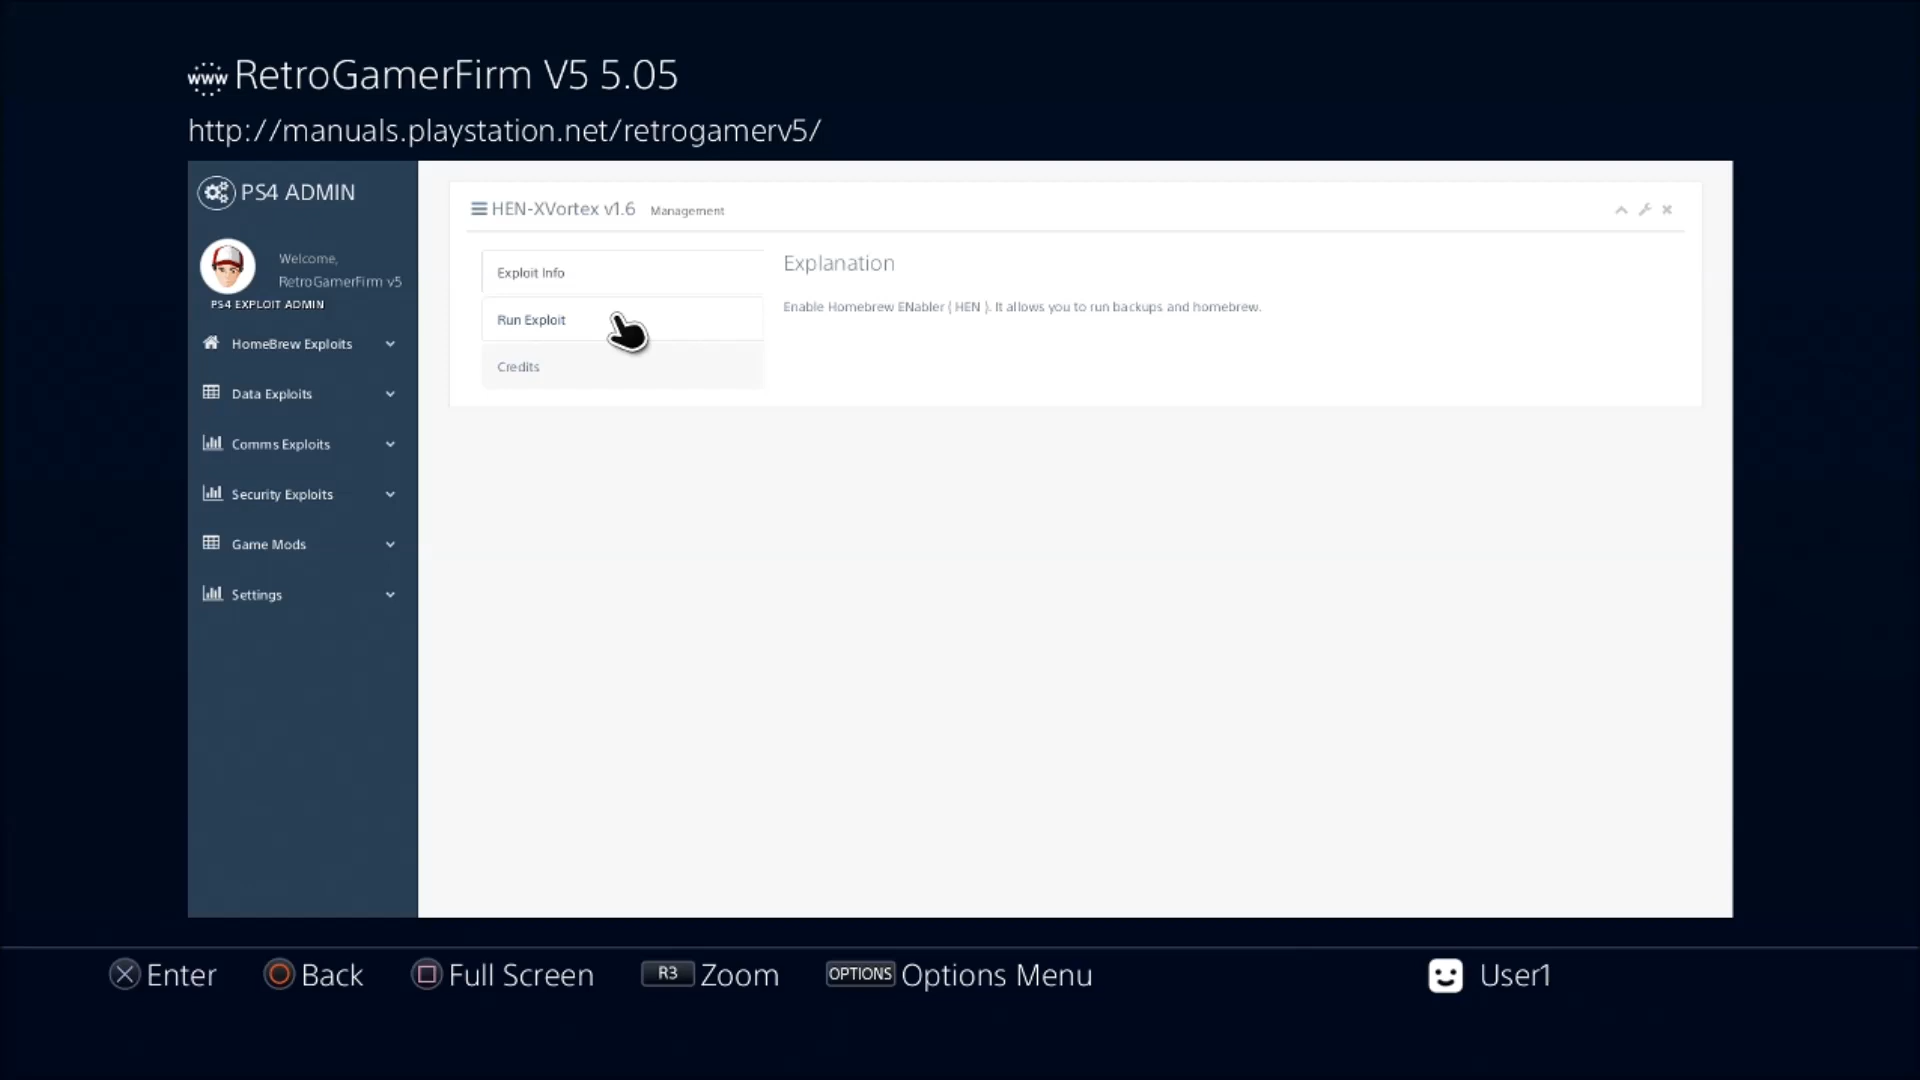 www RetroGamerFirm V5 5.05
http://manuals.playstation.net/retrogamerv5/
PS4 ADMIN
Welcome,
RetroGamerFirm v5
PS4 EXPLOIT ADMIN
HomeBrew Exploits
Data Exploits
Comms Exploits
Security Exploits
Game Mods
Settings
HEN-XVortex v1.6 Management
Exploit Info
Run Exploit
Credits
Explanation
Enable Homebrew ENabler ( HEN ). It allows you to run backups and homebrew.
Enter Back Full Screen R3 Zoom OPTIONS Options Menu User1